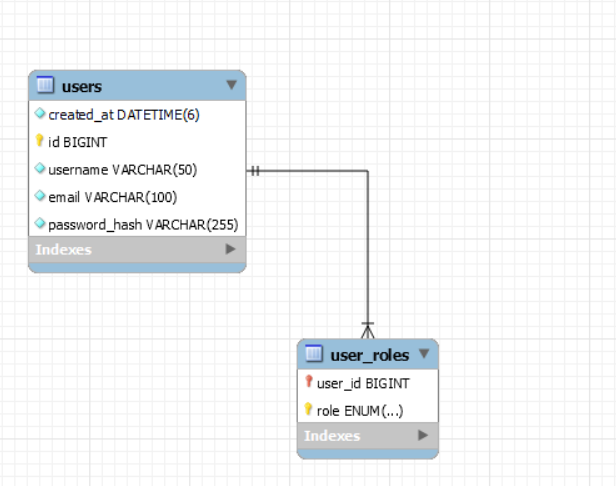 users
created_at DATETIME(6)
id BIGINT
username VARCHAR(50)
email VARCHAR(100)
password_hash VARCHAR(255)
Indexes
user_roles
user_id BIGINT
role ENUM(...)
Indexes